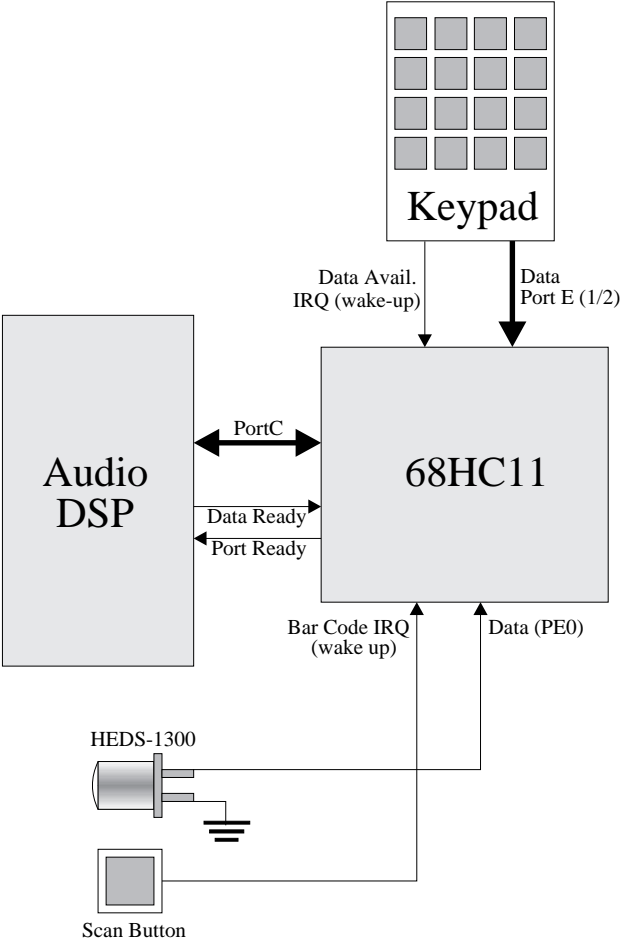 Keypad
Data Avail.
IRQ (wake-up)
Data
Port E (1/2)
PortC
Audio
DSP
68HC11
Data Ready
Port Ready
Bar Code IRQ
(wake up)
Data (PE0)
HEDS-1300
Scan Button